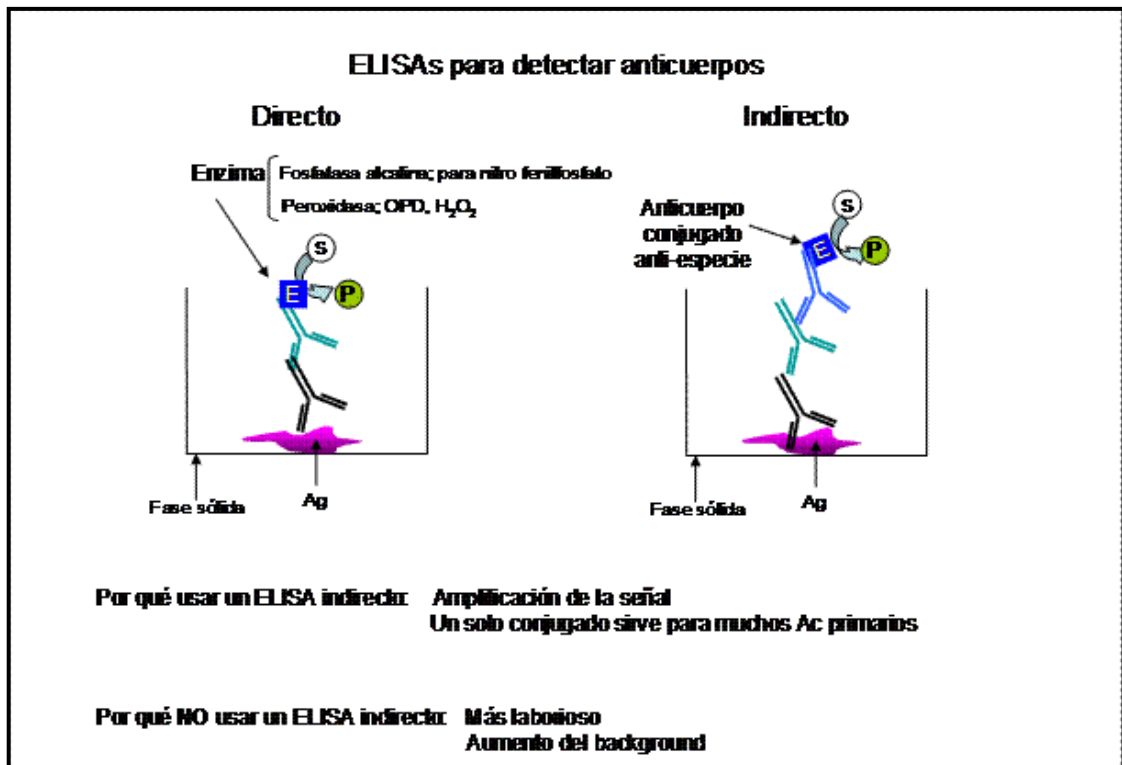 ELISAs para detectar anticuerpos
Directo
Indirecto
Enzima
Fosfatasa alcalina; para nitro fenilfosfato
Peroxidasa; OPD, H₂O₂
S
E
P
Fase sólida
Ag
Anticuerpo
conjugado
anti-especie
S
E
P
Fase sólida
Ag
Por qué usar un ELISA indirecto: Amplificación de la señal
Un solo conjugado sirve para muchos Ac primarios
Por qué NO usar un ELISA indirecto: Más laborioso
Aumento del background